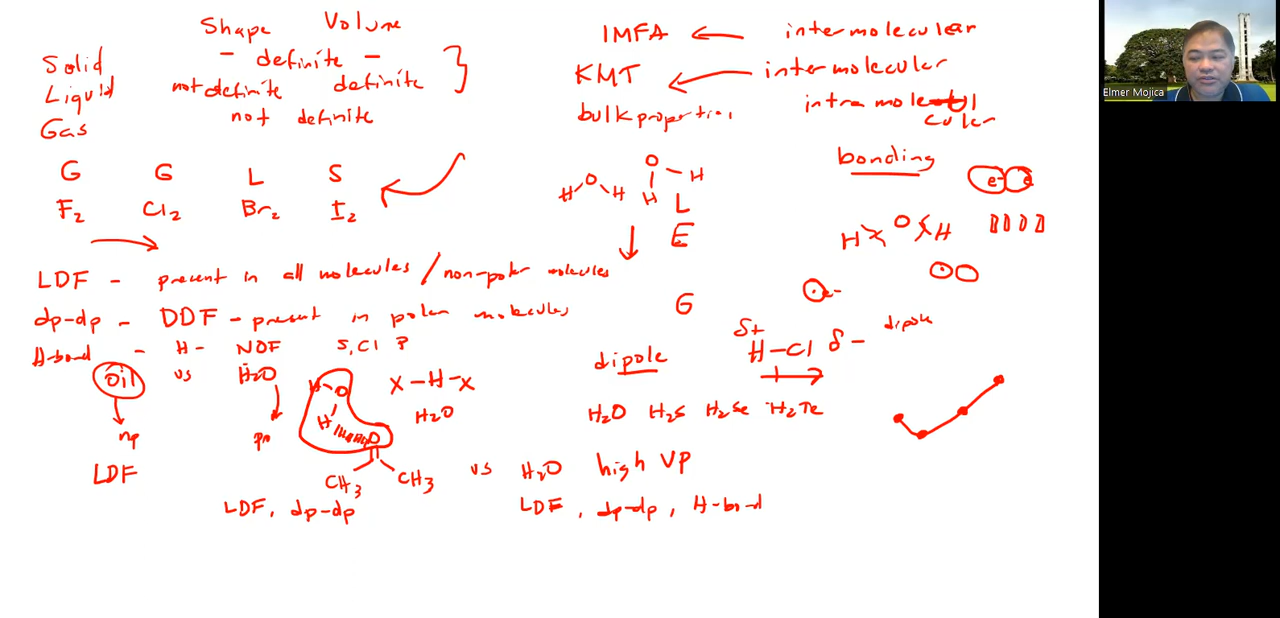 Shape Volume
Solid - definite -
Liquid not definite definite
Gas not definite
G G L S
F2 Cl2 Br2 I2
IMFA ← intermolecular
KMT ← intermolecular
bulk properties intramolecular
bonding
e- e
H O H
O H
H
L
E
G
H O H
e-
LDF - present in all molecules / non-polar molecules
dp-dp - DDF - present in polar molecules
H-bond - H- NOF S, Cl ?
Oil vs H2O
np
LDF
H O
H
O
CH3 CH3
X-H-X
H2O
vs H2O high VP
LDF, dp-dp
LDF, dp-dp, H-bond
dipole
δ+ H-Cl δ- dipole
H2O H2S H2Se H2Te
Elmer Mojica